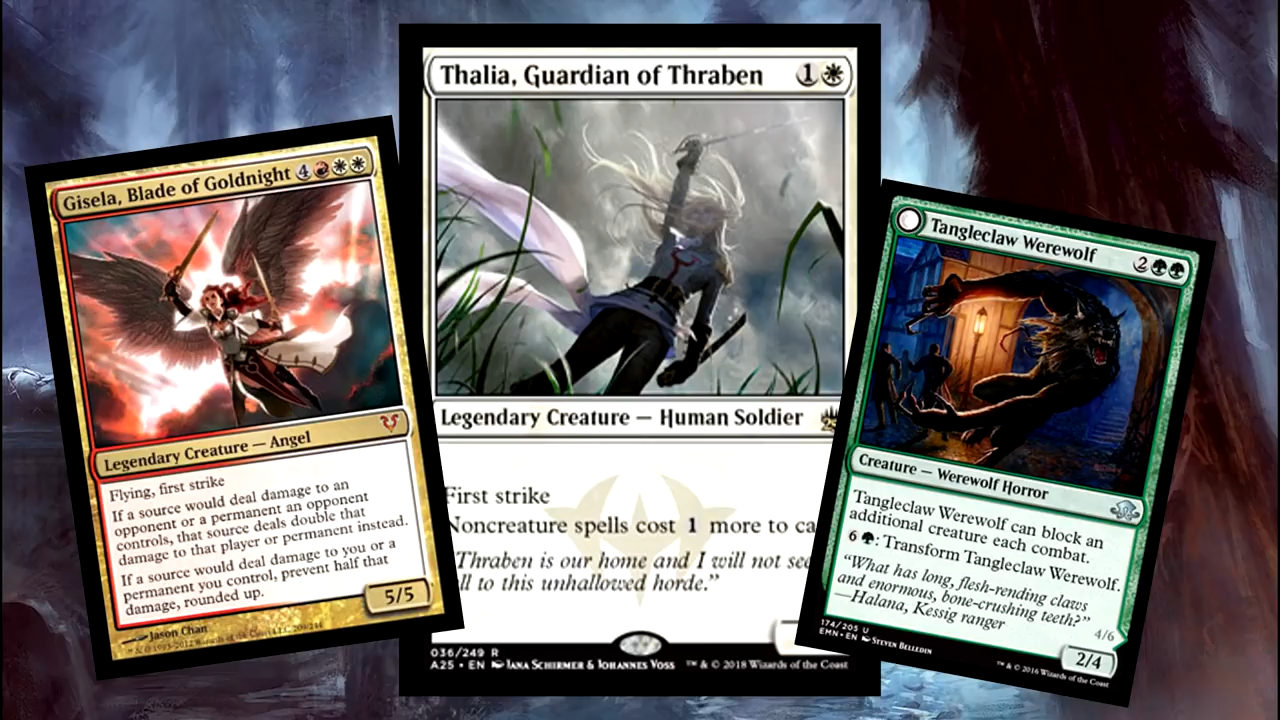 Gisela, Blade of Goldnight 4
Legendary Creature — Angel
Flying, first strike
If a source would deal damage to an
opponent or a permanent an opponent
controls, that source deals double that
damage to that player or permanent instead.
If a source would deal damage to you or a
permanent you control, prevent half that
damage, rounded up.
5/5
Jason Chan
Thalia, Guardian of Thraben 1
Legendary Creature — Human Soldier
First strike
Noncreature spells cost 1 more to ca
Thraben is our home and I will not see
ll to this unhallowed horde.”
036/249 R
A25 • EN Jana Schirmer & Johannes Voss ™ & © 2018 Wizards of the Coast
Tangleclaw Werewolf 2
Creature — Werewolf Horror
Tangleclaw Werewolf can block an
additional creature each combat.
6 : Transform Tangleclaw Werewolf.
“What has long, flesh-rending claws
and enormous, bone-crushing teeth?”
—Halana, Kessig ranger
4/6
2/4
174/205 U
EMN • EN Steven Belledin
™ & © 2016 Wizards of the Coast